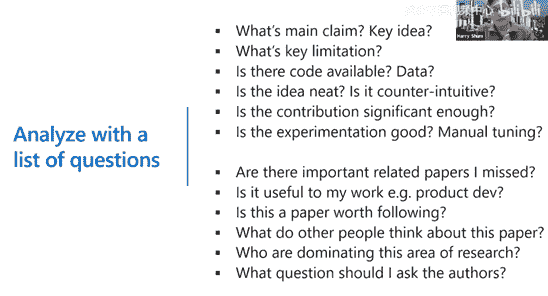 Harry Shum
Analyze with a
list of questions
▪ What's main claim? Key idea?
▪ What's key limitation?
▪ Is there code available? Data?
▪ Is the idea neat? Is it counter-intuitive?
▪ Is the contribution significant enough?
▪ Is the experimentation good? Manual tuning?
▪ Are there important related papers I missed?
▪ Is it useful to my work e.g. product dev?
▪ Is this a paper worth following?
▪ What do other people think about this paper?
▪ Who are dominating this area of research?
▪ What question should I ask the authors?